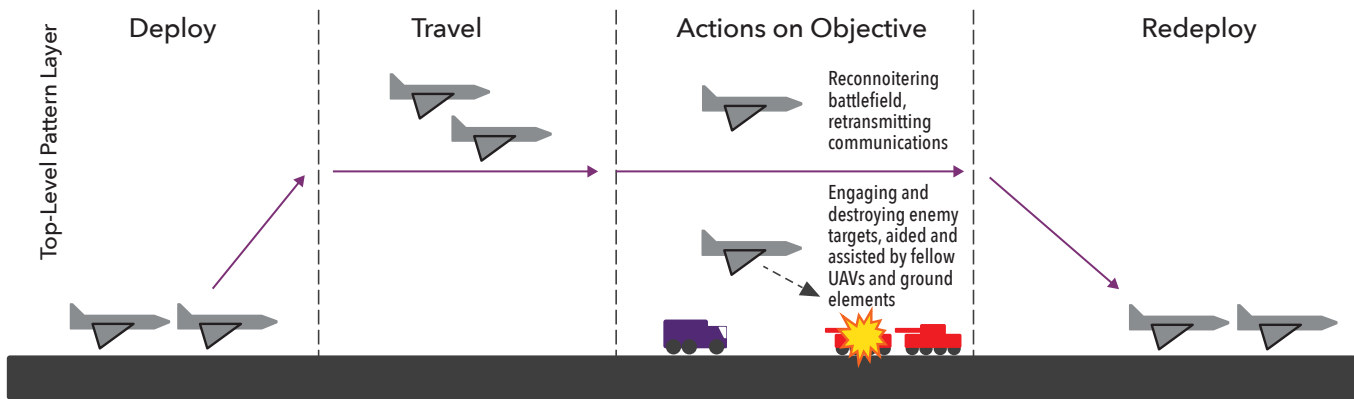 Top-Level Pattern Layer
Deploy
Travel
Actions on Objective
Redeploy
Reconnoitering
battlefield,
retransmitting
communications
Engaging and
destroying enemy
targets, aided and
assisted by fellow
UAVs and ground
elements